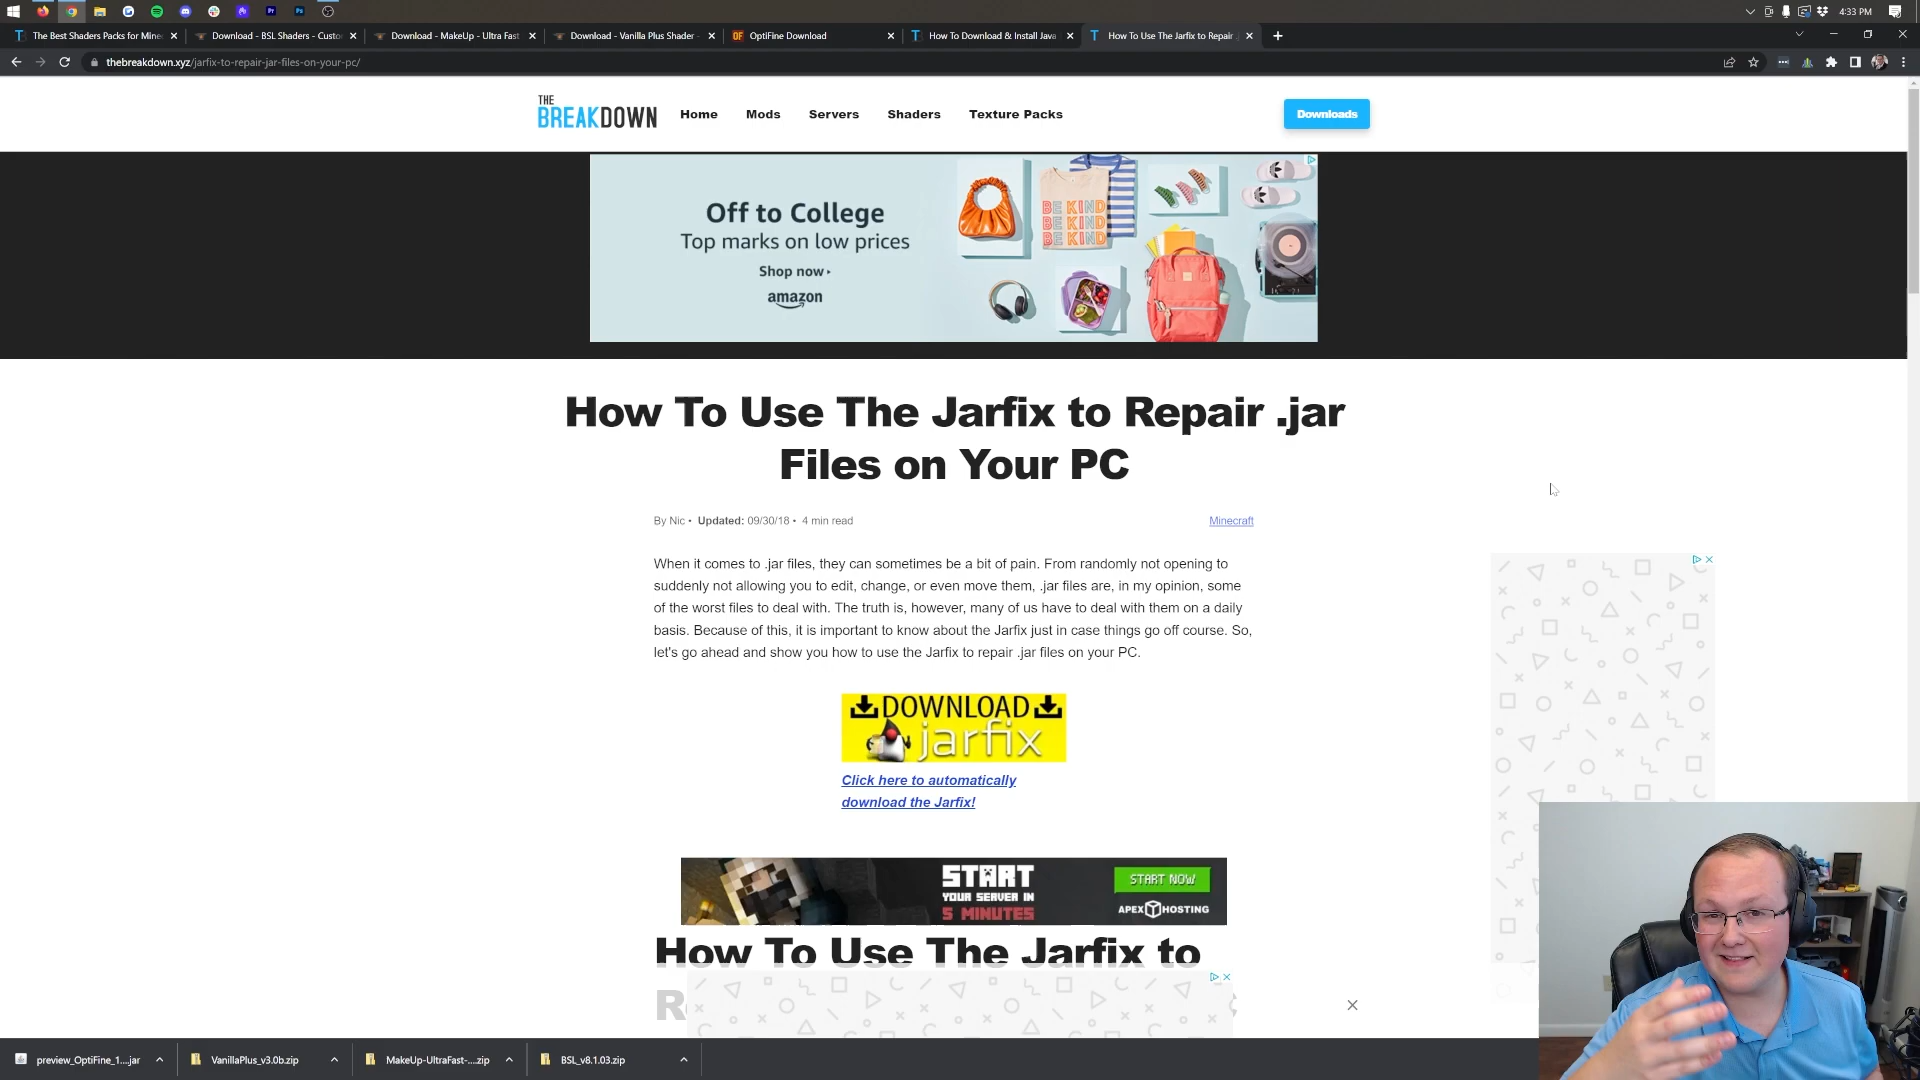 4:33 PM
The Best Shaders Packs for Mine
Download - BSL Shaders - Custo
Download - MakeUp - Ultra Fast
Download - Vanilla Plus Shader -
OF OptiFine Download
How To Download & Install Java
How To Use The Jarfix to Repair .
thebreakdown.xyz/jarfix-to-repair-jar-files-on-your-pc/
THE
BREAKDOWN
Home
Mods
Servers
Shaders
Texture Packs
Downloads
Off to College
Top marks on low prices
Shop now
amazon
BE KIND
BE KIND
BE KIND
How To Use The Jarfix to Repair .jar
Files on Your PC
By Nic • Updated: 09/30/18 • 4 min read
Minecraft
When it comes to .jar files, they can sometimes be a bit of pain. From randomly not opening to
suddenly not allowing you to edit, change, or even move them, .jar files are, in my opinion, some
of the worst files to deal with. The truth is, however, many of us have to deal with them on a daily
basis. Because of this, it is important to know about the Jarfix just in case things go off course. So,
let's go ahead and show you how to use the Jarfix to repair .jar files on your PC.
DOWNLOAD
jarfix
Click here to automatically
download the Jarfix!
START
YOUR SERVER IN
5 MINUTES
START NOW
APEX HOSTING
How To Use The Jarfix to
preview_OptiFine_1....jar
VanillaPlus_v3.0b.zip
MakeUp-UltraFast-....zip
BSL_v8.1.03.zip